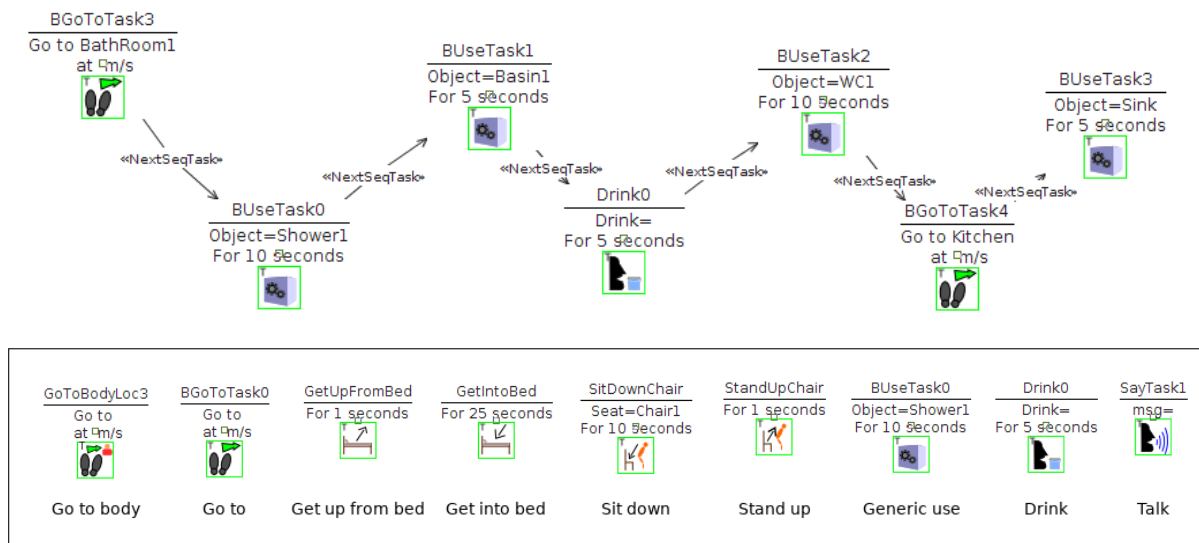 BGoToTask3
Go to BathRoom1
at m/s
«NextSeqTask»
BUseTask0
Object=Shower1
For 10 seconds
«NextSeqTask»
BUseTask1
Object=Basin1
For 5 seconds
«NextSeqTask»
Drink0
Drink=
For 5 seconds
«NextSeqTask»
BUseTask2
Object=WC1
For 10 seconds
«NextSeqTask»
BGoToTask4
Go to Kitchen
at m/s
«NextSeqTask»
BUseTask3
Object=Sink
For 5 seconds
GoToBodyLoc3
Go to
at m/s
Go to body
BGoToTask0
Go to
at m/s
Go to
GetUpFromBed
For 1 seconds
Get up from bed
GetIntoBed
For 25 seconds
Get into bed
SitDownChair
Seat=Chair1
For 10 seconds
Sit down
StandUpChair
For 1 seconds
Stand up
BUseTask0
Object=Shower1
For 10 seconds
Generic use
Drink0
Drink=
For 5 seconds
Drink
SayTask1
msg=
Talk